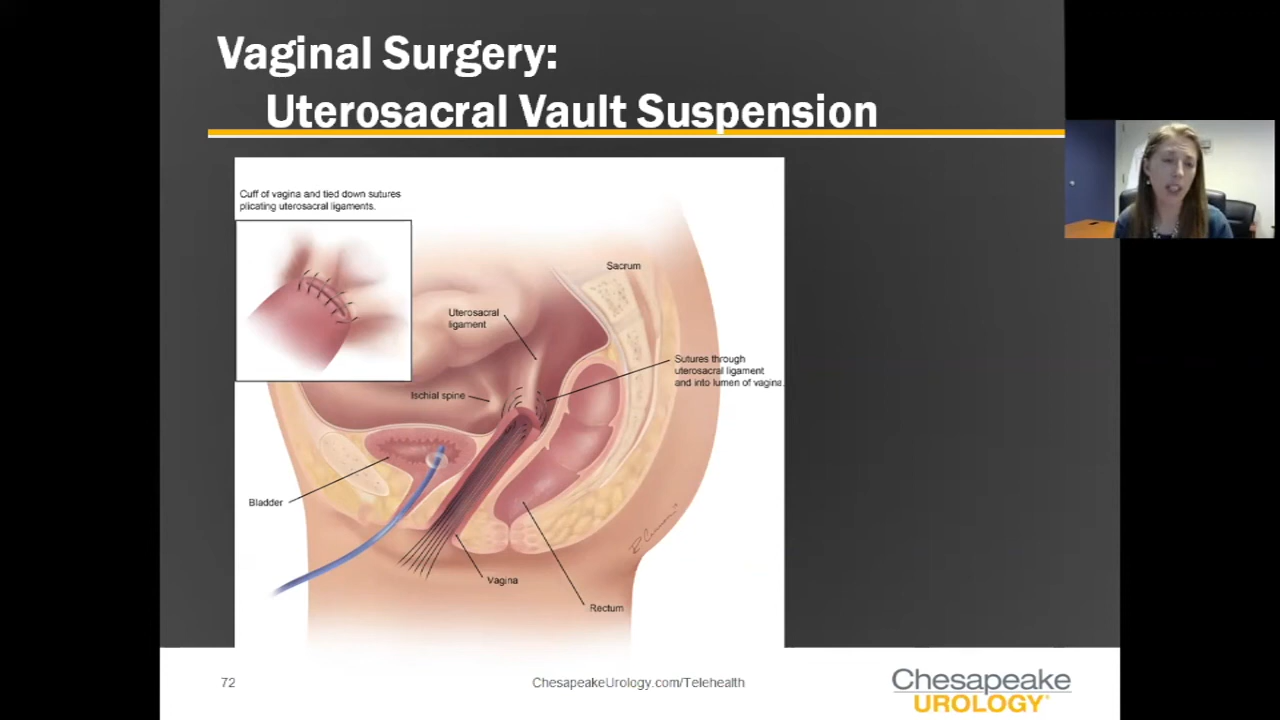 Vaginal Surgery:
Uterosacral Vault Suspension
Cuff of vagina and tied down sutures
plicating uterosacral ligaments.
Sacrum
Uterosacral
ligament
Sutures through
uterosacral ligament
and into lumen of vagina.
Ischial spine
Bladder
Vagina
Rectum
72
ChesapeakeUrology.com/Telehealth
Chesapeake
UROLOGY